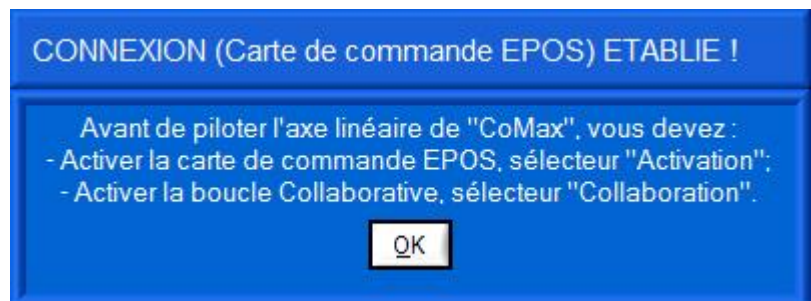 CONNEXION (Carte de commande EPOS) ETABLIE !
Avant de piloter l'axe linéaire de "CoMax", vous devez :
- Activer la carte de commande EPOS, sélecteur "Activation";
- Activer la boucle Collaborative, sélecteur "Collaboration".
OK